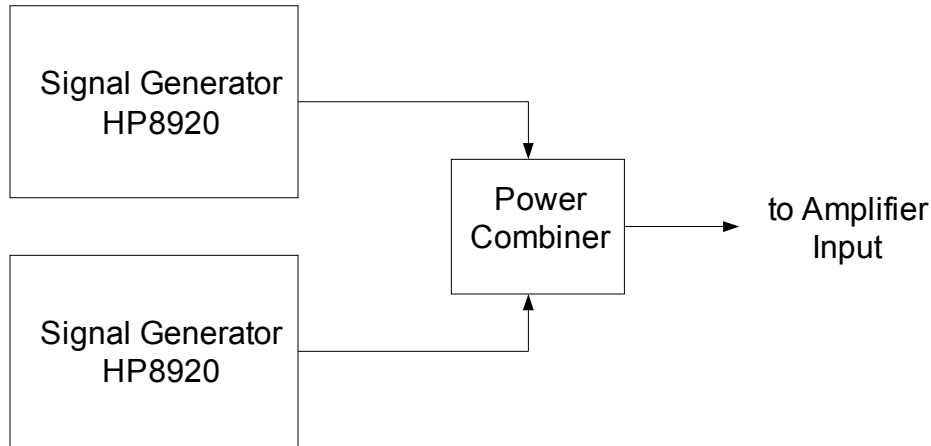 Signal Generator
HP8920
Power
Combiner
to Amplifier
Input
Signal Generator
HP8920